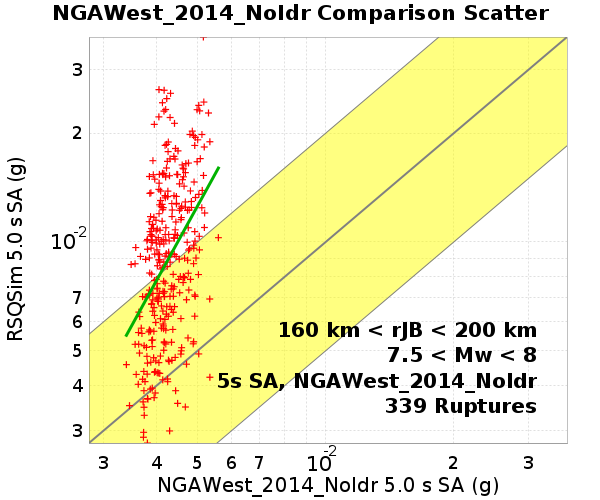 NGAWest_2014_NoIdr Comparison Scatter
RSQSim 5.0 s SA (g)
3
2
10-2
7
6
5
4
3
160 km < rJB < 200 km
7.5 < Mw < 8
5s SA, NGAWest_2014_NoIdr
339 Ruptures
3 4 5 6 7 10-2 2 3
NGAWest_2014_NoIdr 5.0 s SA (g)